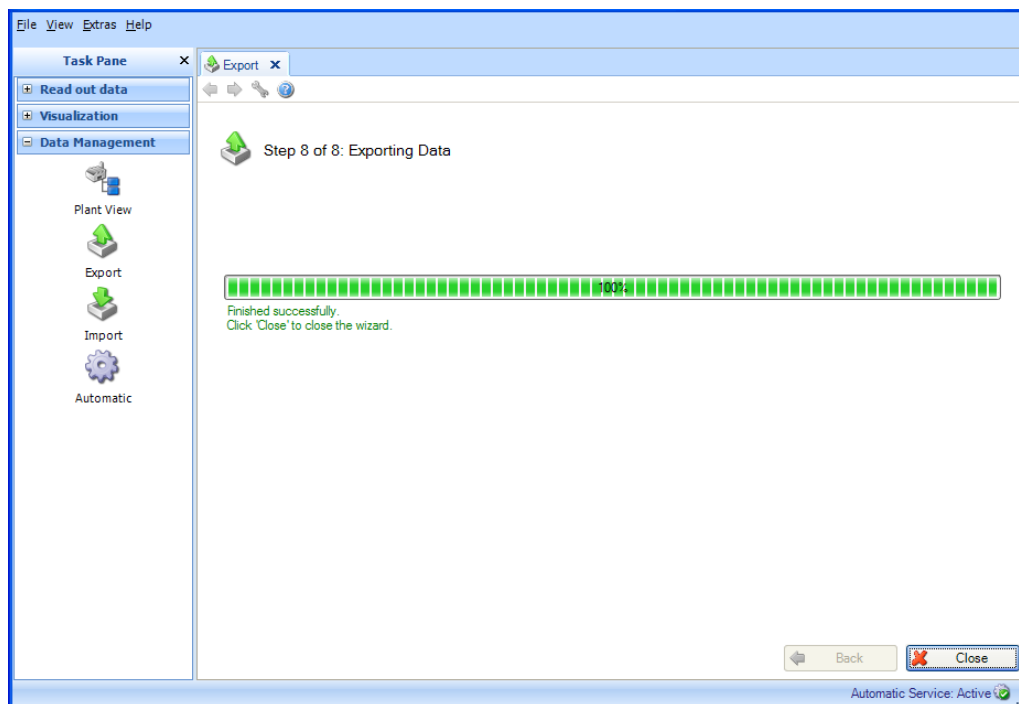 File View Extras Help
Task Pane
Export
Read out data
Visualization
Data Management
Step 8 of 8: Exporting Data
Plant View
Export
100%
Finished successfully.
Click 'Close' to close the wizard.
Import
Automatic
Back
Close
Automatic Service: Active